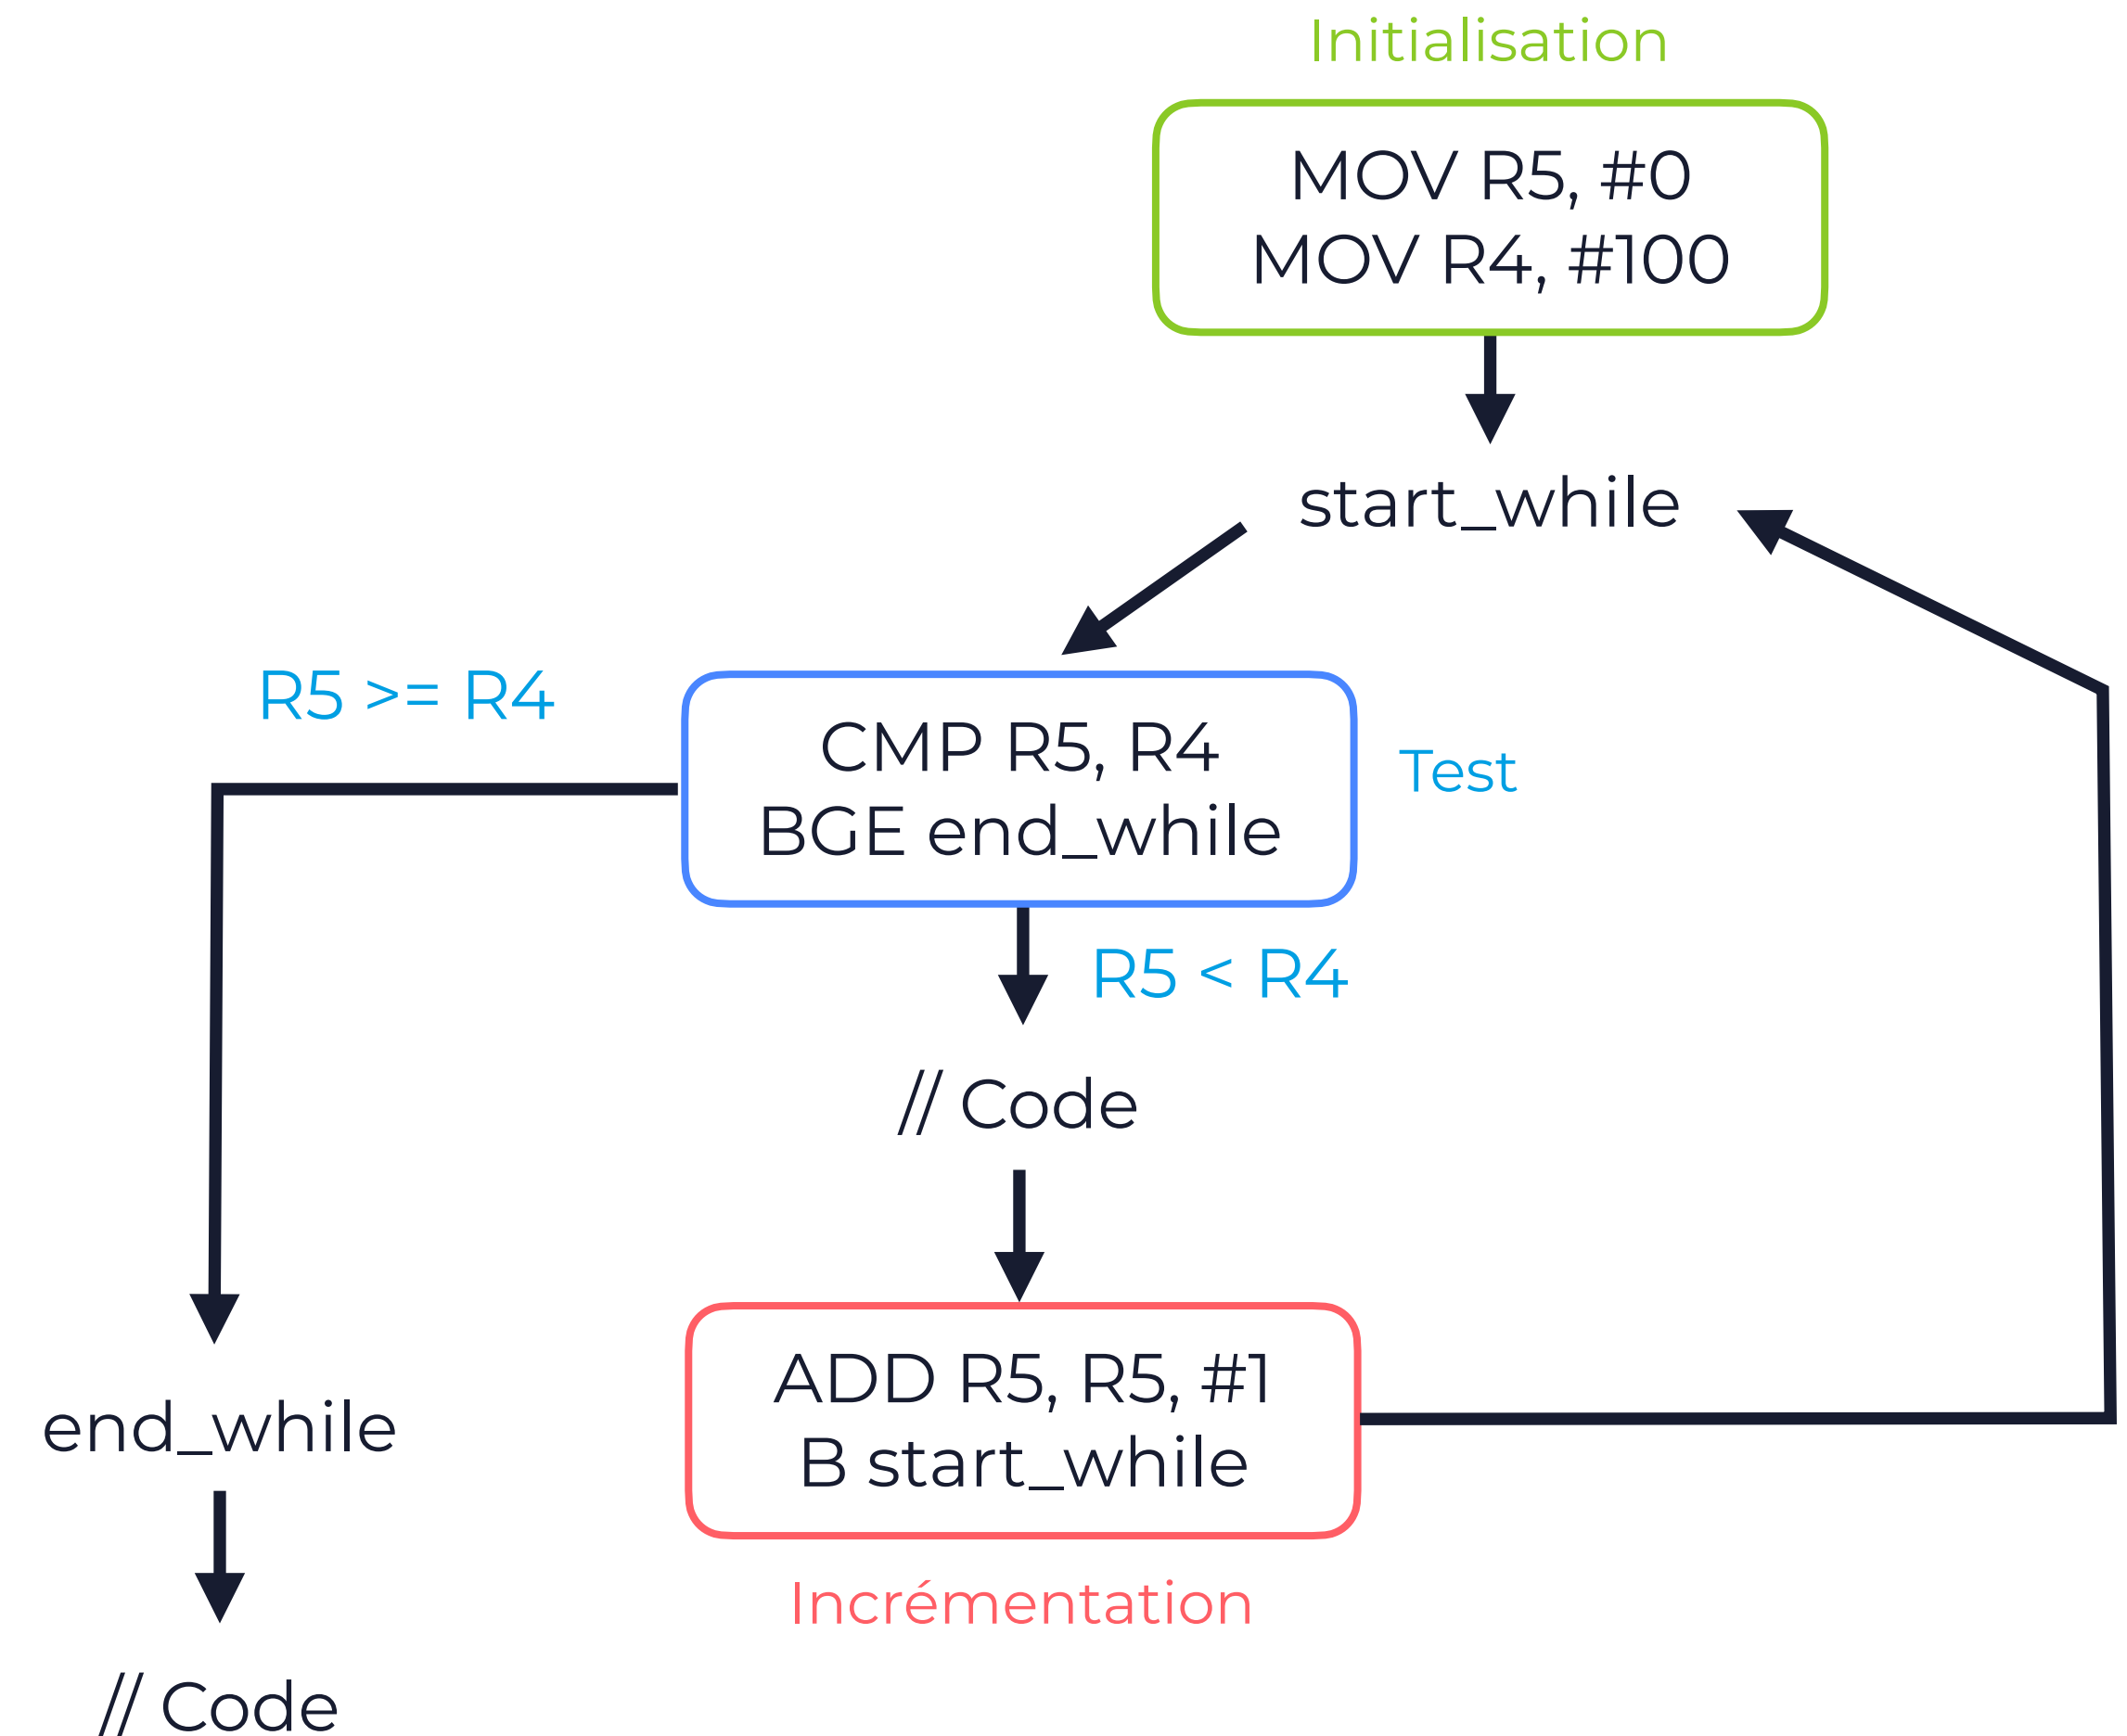 Initialisation
MOV R5, #0
MOV R4, #100
start_while
R5 >= R4
CMP R5, R4
BGE end_while
Test
R5 < R4
// Code
ADD R5, R5, #1
B start_while
Incrémentation
end_while
// Code